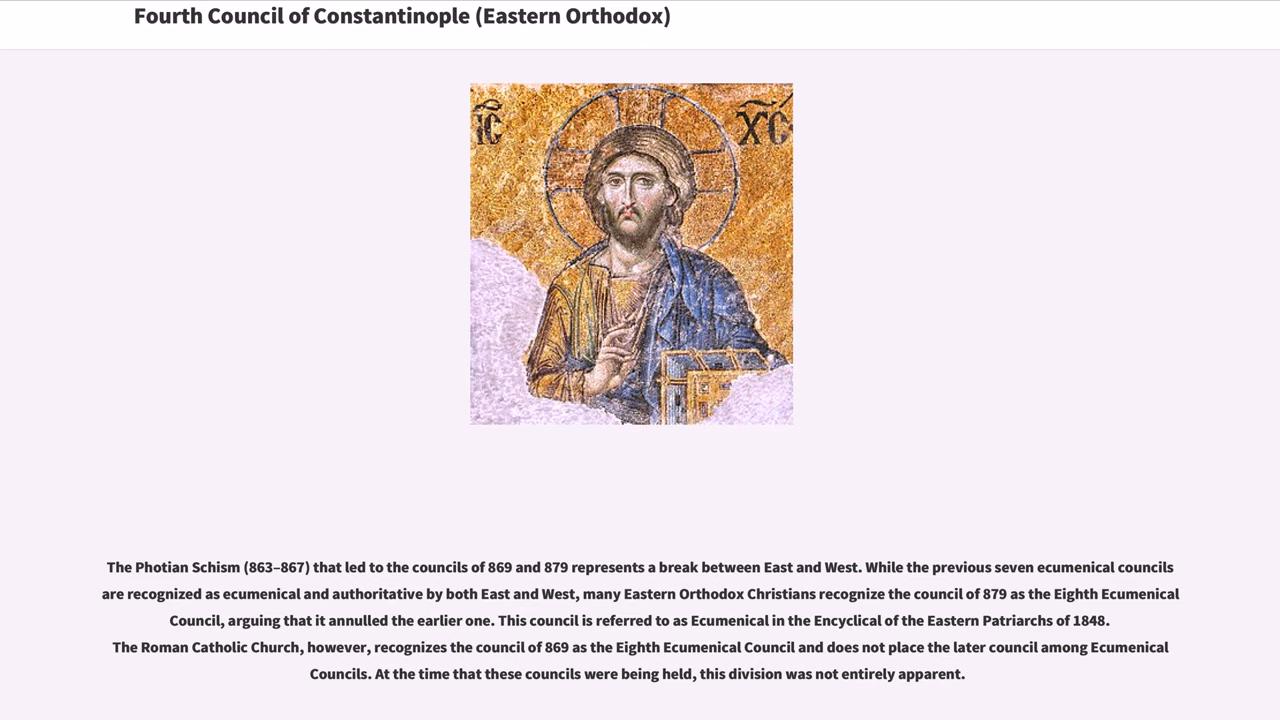 Fourth Council of Constantinople (Eastern Orthodox)
IC XC
The Photian Schism (863–867) that led to the councils of 869 and 879 represents a break between East and West. While the previous seven ecumenical councils
are recognized as ecumenical and authoritative by both East and West, many Eastern Orthodox Christians recognize the council of 879 as the Eighth Ecumenical
Council, arguing that it annulled the earlier one. This council is referred to as Ecumenical in the Encyclical of the Eastern Patriarchs of 1848.
The Roman Catholic Church, however, recognizes the council of 869 as the Eighth Ecumenical Council and does not place the later council among Ecumenical
Councils. At the time that these councils were being held, this division was not entirely apparent.